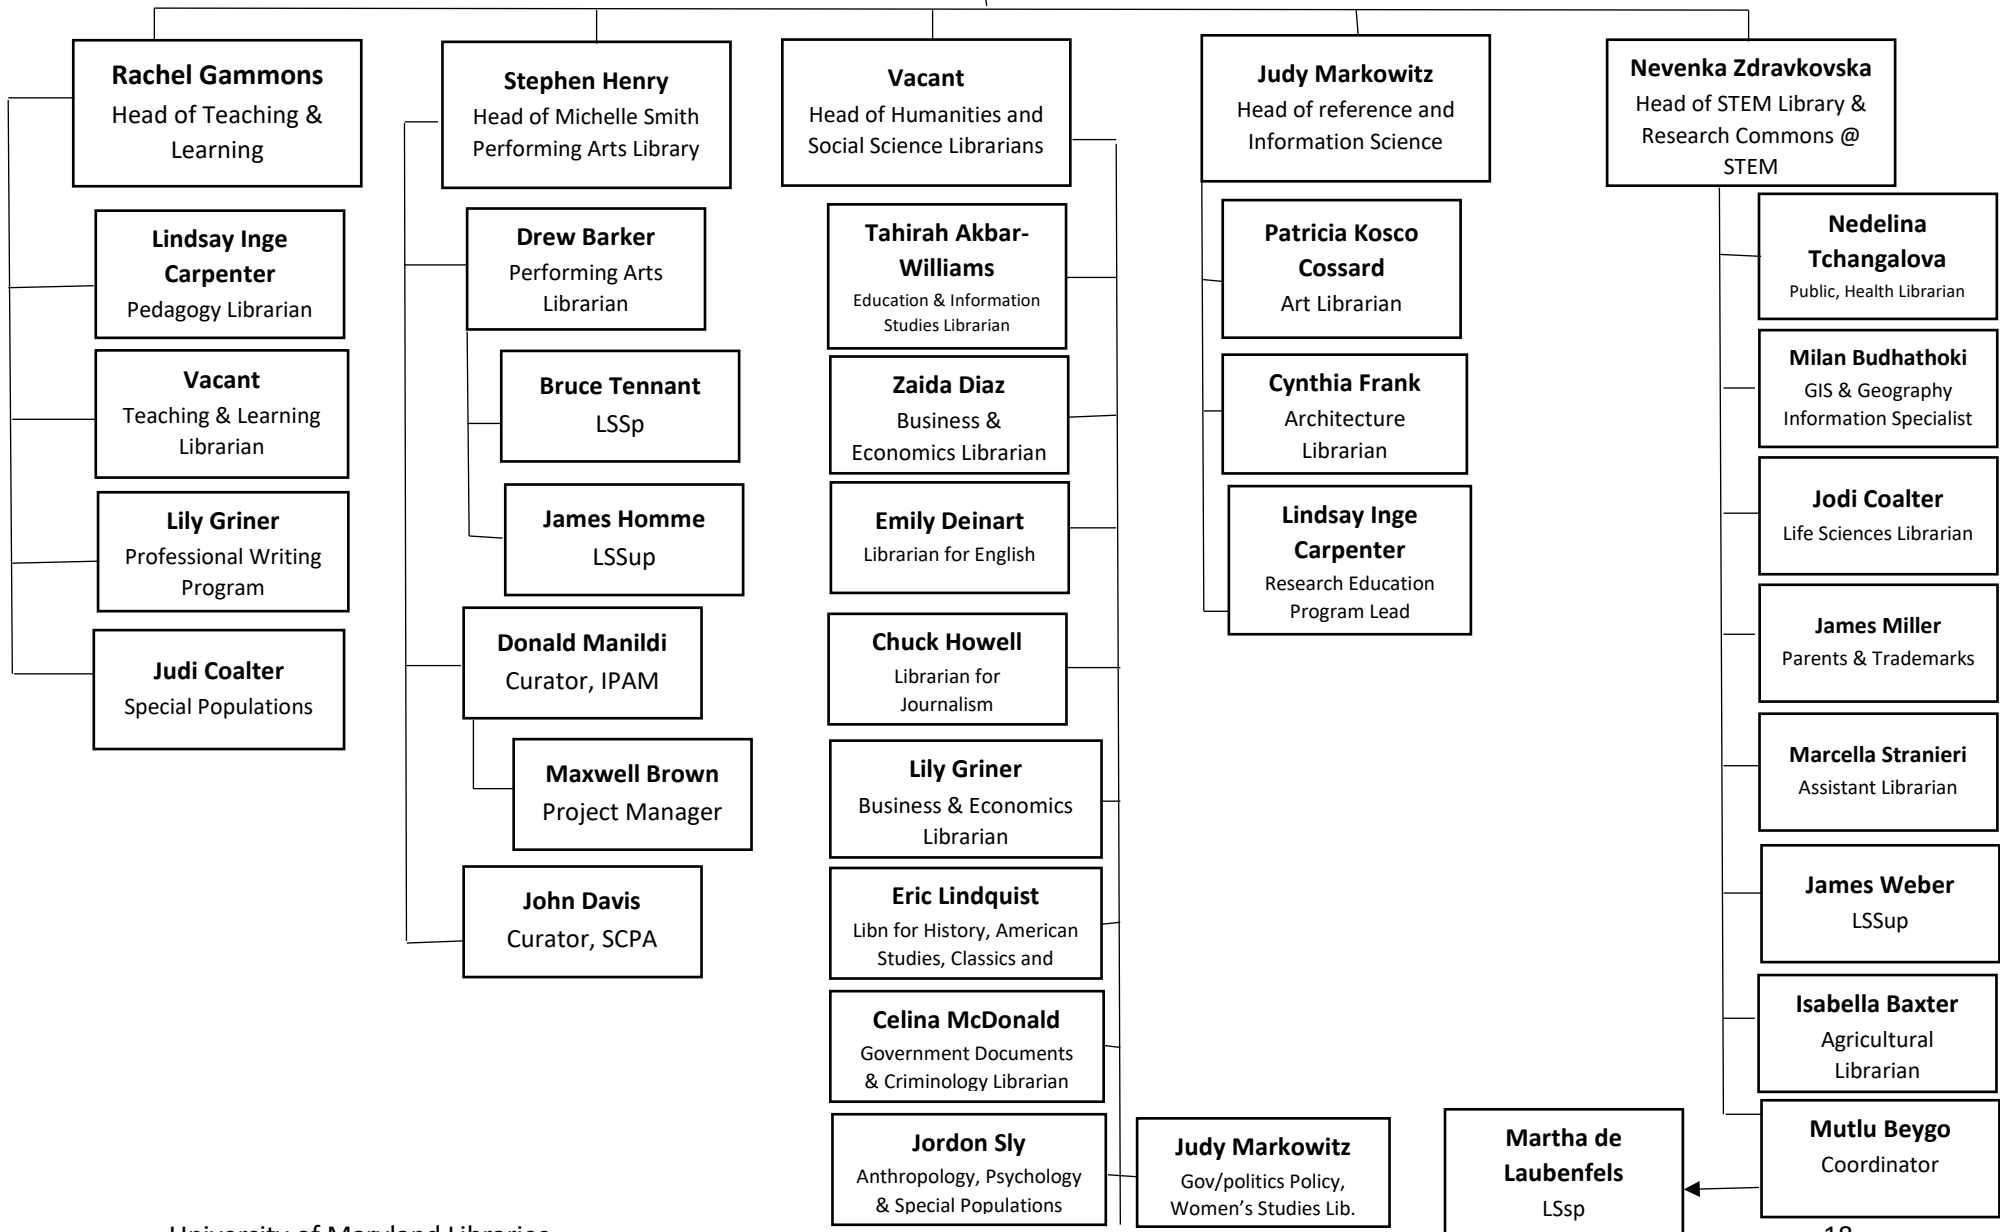 Rachel Gammons
Head of Teaching &
Learning
Lindsay Inge
Carpenter
Pedagogy Librarian
Vacant
Teaching & Learning
Librarian
Lily Griner
Professional Writing
Program
Judi Coalter
Special Populations
Stephen Henry
Head of Michelle Smith
Performing Arts Library
Drew Barker
Performing Arts
Librarian
Bruce Tennant
LSSp
James Homme
LSSup
Donald Manildi
Curator, IPAM
Maxwell Brown
Project Manager
John Davis
Curator, SCPA
Vacant
Head of Humanities and
Social Science Librarians
Tahirah Akbar-
Williams
Education & Information
Studies Librarian
Zaida Diaz
Business &
Economics Librarian
Emily Deinart
Librarian for English
Chuck Howell
Librarian for
Journalism
Lily Griner
Business & Economics
Librarian
Eric Lindquist
Libn for History, American
Studies, Classics and
Celina McDonald
Government Documents
& Criminology Librarian
Jordon Sly
Anthropology, Psychology
& Special Populations
Judy Markowitz
Gov/politics Policy,
Women’s Studies Lib.
Judy Markowitz
Head of reference and
Information Science
Patricia Kosco
Cossard
Art Librarian
Cynthia Frank
Architecture
Librarian
Lindsay Inge
Carpenter
Research Education
Program Lead
Nevenka Zdravkovska
Head of STEM Library &
Research Commons @
STEM
Nedelina
Tchangalova
Public, Health Librarian
Milan Budhathoki
GIS & Geography
Information Specialist
Jodi Coalter
Life Sciences Librarian
James Miller
Parents & Trademarks
Marcella Stranieri
Assistant Librarian
James Weber
LSSup
Isabella Baxter
Agricultural
Librarian
Mutlu Beygo
Coordinator
Martha de
Laubenfels
LSsp
University of Maryland Libraries
18